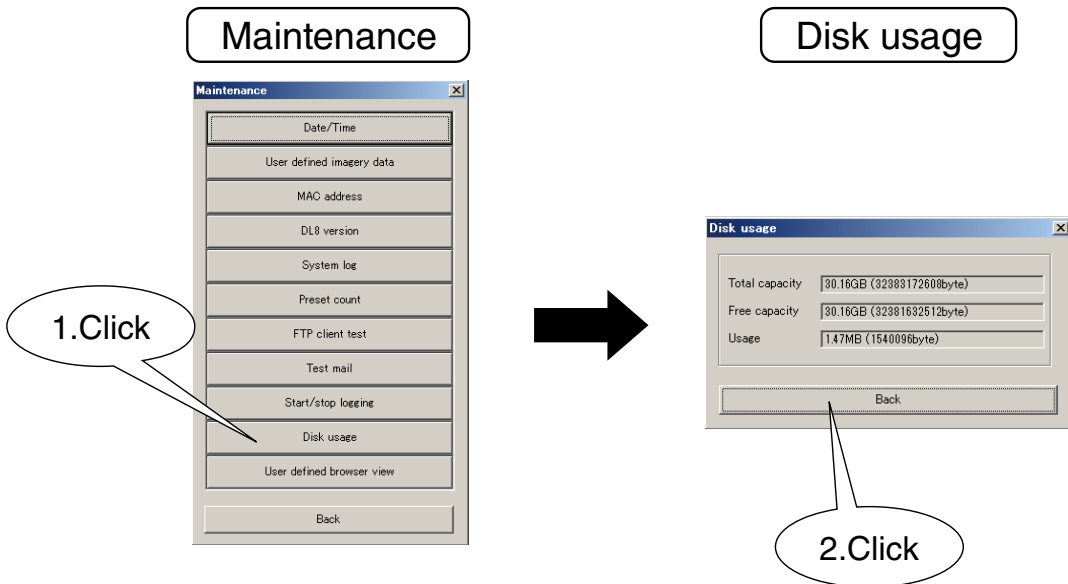 Maintenance
Maintenance
Date/Time
User defined imagery data
MAC address
DL8 version
System log
Preset count
FTP client test
Test mail
Start/stop logging
Disk usage
User defined browser view
Back
1.Click
Disk usage
Disk usage
Total capacity 30.16GB (32383172608byte)
Free capacity 30.16GB (32381632512byte)
Usage 1.47MB (1540096byte)
Back
2.Click